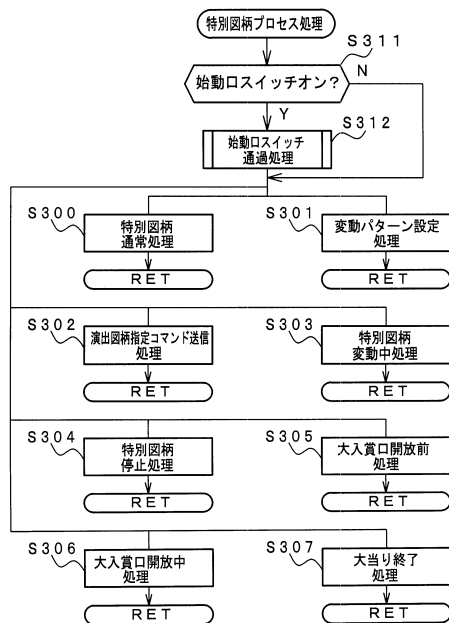 特別図柄プロセス処理
S311
始動口スイッチオン?
N
Y
S312
始動口スイッチ
通過処理
S300
特別図柄
通常処理
RET
S301
変動パターン設定
処理
RET
S302
演出図柄指定コマンド送信
処理
RET
S303
特別図柄
変動中処理
RET
S304
特別図柄
停止処理
RET
S305
大入賞口開放前
処理
RET
S306
大入賞口開放中
処理
RET
S307
大当り終了
処理
RET